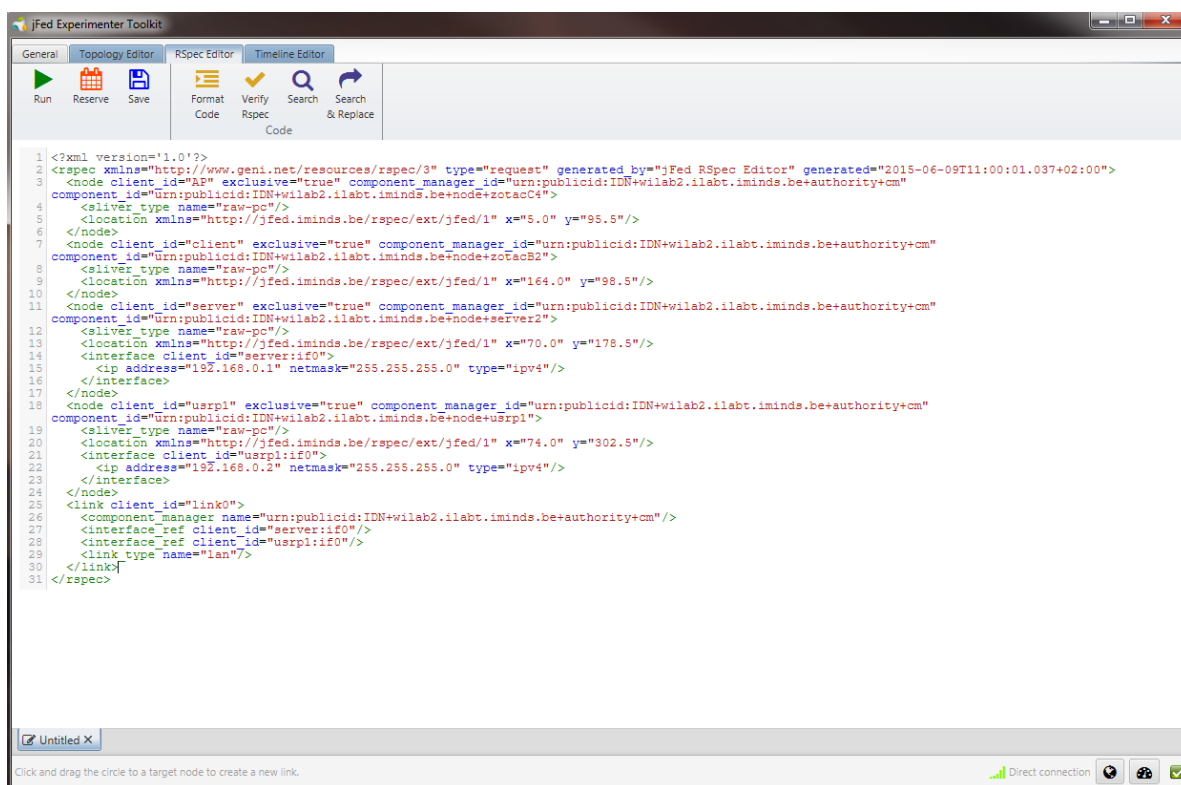 jFed Experimenter Toolkit
General Topology Editor RSpec Editor Timeline Editor
Run Reserve Save Format Code Verify Rspec Search Search & Replace
Code
1 <?xml version='1.0'?>
2 <rspec xmlns="http://www.geni.net/resources/rspec/3" type="request" generated_by="jFed RSpec Editor" generated="2015-06-09T11:00:01.037+02:00">
3 <node client_id="AP" exclusive="true" component_manager_id="urn:publicid:IDN+wilab2.ilabt.iminds.be+authority+cm"
component_id="urn:publicid:IDN+wilab2.ilabt.iminds.be+node+zotacC4">
4 <sliver_type name="raw-pc"/>
5 <location xmlns="http://jfed.iminds.be/rspec/ext/jfed/1" x="5.0" y="95.5"/>
6 </node>
7 <node client_id="client" exclusive="true" component_manager_id="urn:publicid:IDN+wilab2.ilabt.iminds.be+authority+cm"
component_id="urn:publicid:IDN+wilab2.ilabt.iminds.be+node+zotacB2">
8 <sliver_type name="raw-pc"/>
9 <location xmlns="http://jfed.iminds.be/rspec/ext/jfed/1" x="164.0" y="98.5"/>
10 </node>
11 <node client_id="server" exclusive="true" component_manager_id="urn:publicid:IDN+wilab2.ilabt.iminds.be+authority+cm"
component_id="urn:publicid:IDN+wilab2.ilabt.iminds.be+node+server2">
12 <sliver_type name="raw-pc"/>
13 <location xmlns="http://jfed.iminds.be/rspec/ext/jfed/1" x="70.0" y="178.5"/>
14 <interface client_id="server:if0">
15 <ip address="192.168.0.1" netmask="255.255.255.0" type="ipv4"/>
16 </interface>
17 </node>
18 <node client_id="usrp1" exclusive="true" component_manager_id="urn:publicid:IDN+wilab2.ilabt.iminds.be+authority+cm"
component_id="urn:publicid:IDN+wilab2.ilabt.iminds.be+node+usrp1">
19 <sliver_type name="raw-pc"/>
20 <location xmlns="http://jfed.iminds.be/rspec/ext/jfed/1" x="74.0" y="302.5"/>
21 <interface client_id="usrp1:if0">
22 <ip address="192.168.0.2" netmask="255.255.255.0" type="ipv4"/>
23 </interface>
24 </node>
25 <link client_id="link0">
26 <component_manager name="urn:publicid:IDN+wilab2.ilabt.iminds.be+authority+cm"/>
27 <interface_ref client_id="server:if0"/>
28 <interface_ref client_id="usrp1:if0"/>
29 <link_type name="lan"/>
30 </link>
31 </rspec>
Untitled
Click and drag the circle to a target node to create a new link. Direct connection